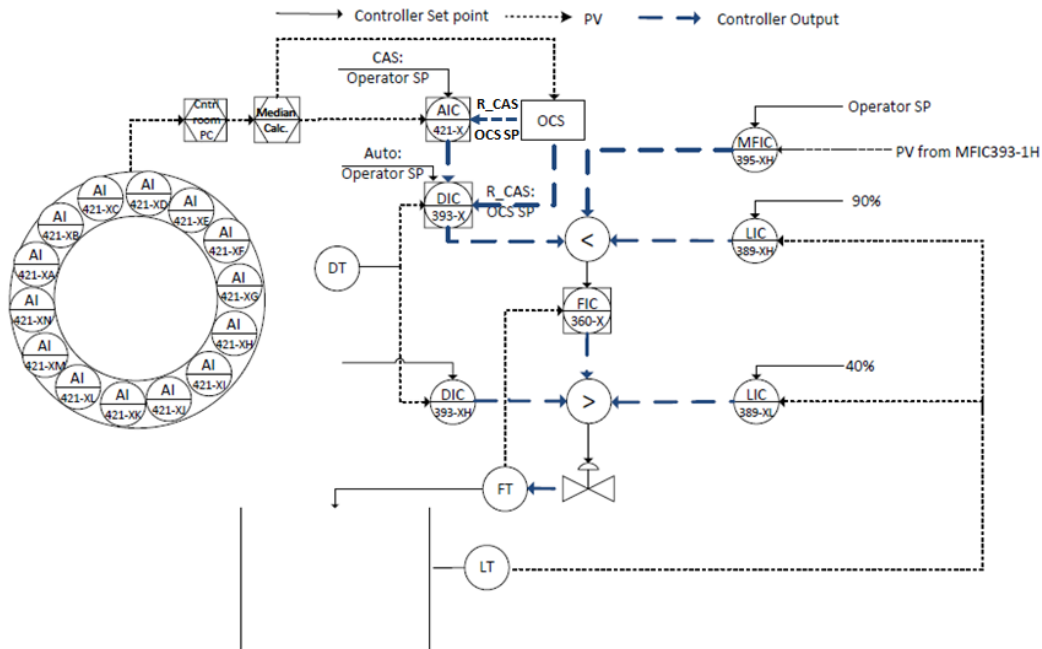 Controller Set point
PV
Controller Output
CAS:
Operator SP
Cntrl
room
PC
Median
Calc.
AIC
421-X
R_CAS
OCS SP
OCS
Operator SP
MFIC
395-XH
PV from MFIC393-1H
Auto:
Operator SP
DIC
393-X
R_CAS:
OCS SP
90%
<
LIC
389-XH
DT
FIC
360-X
40%
DIC
393-XH
>
LIC
389-XL
FT
LT
AI
421-XA
AI
421-XB
AI
421-XC
AI
421-XD
AI
421-XE
AI
421-XF
AI
421-XG
AI
421-XH
AI
421-XI
AI
421-XJ
AI
421-XK
AI
421-XL
AI
421-XM
AI
421-XN